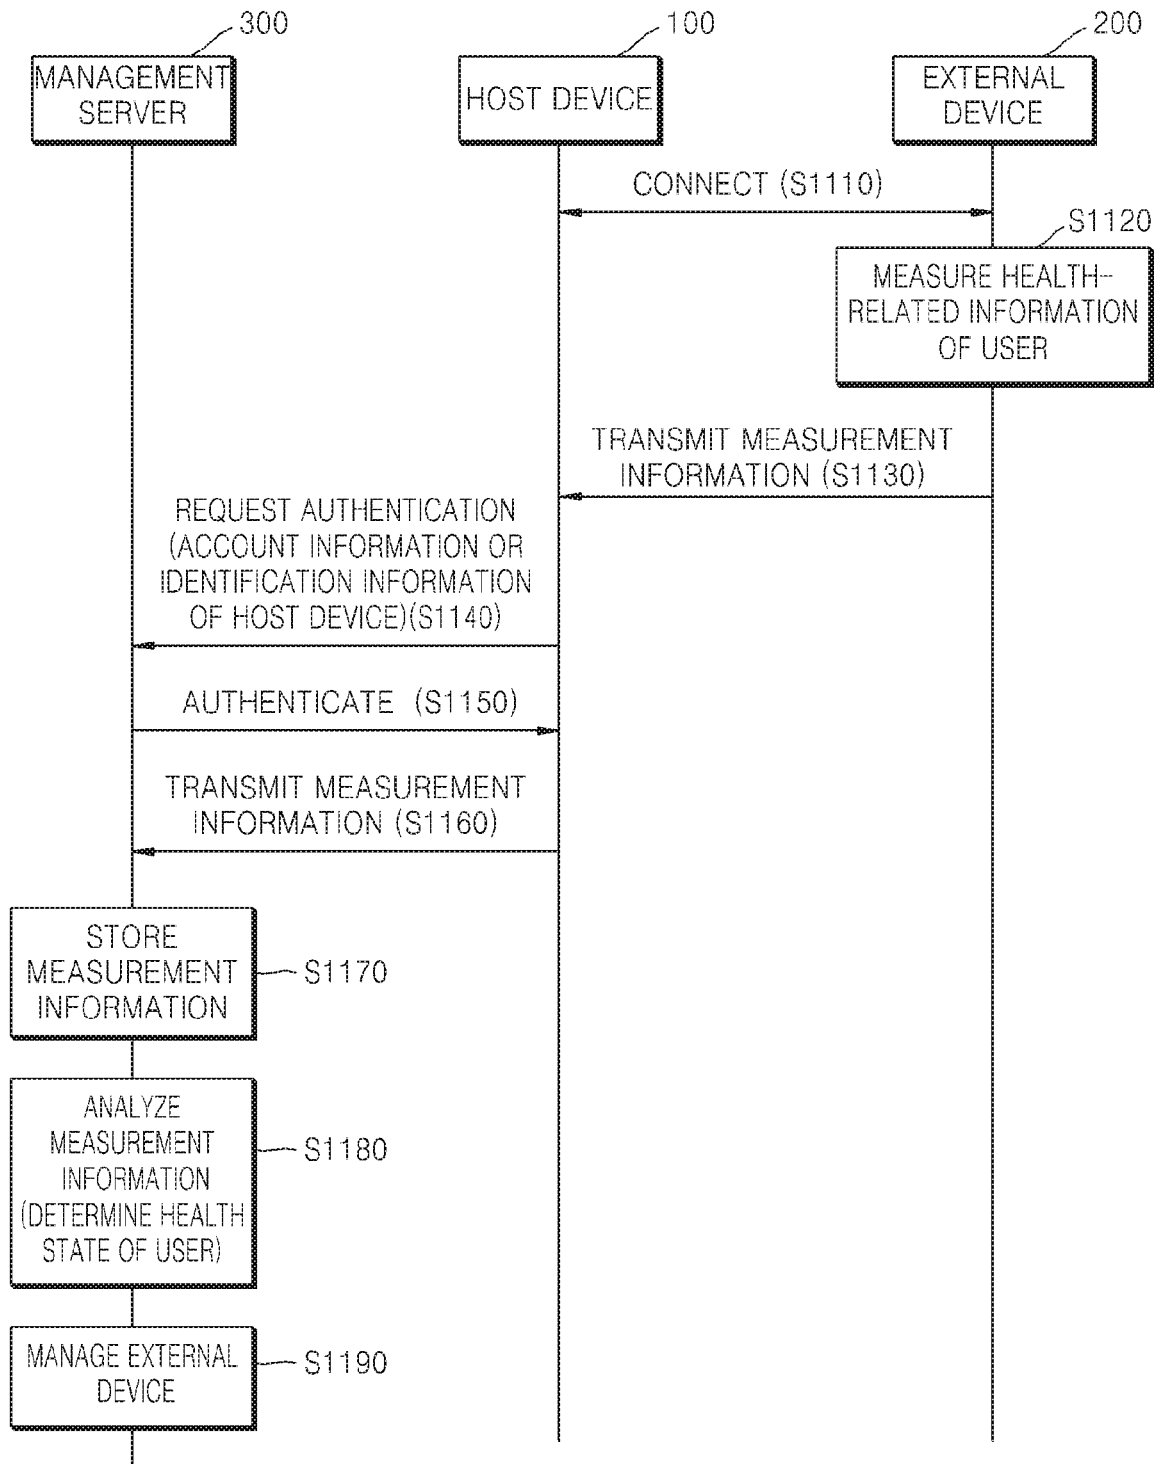 300
100
200
MANAGEMENT
SERVER
HOST DEVICE
EXTERNAL
DEVICE
CONNECT (S1110)
S1120
MEASURE HEALTH-
RELATED INFORMATION
OF USER
TRANSMIT MEASUREMENT
INFORMATION (S1130)
REQUEST AUTHENTICATION
(ACCOUNT INFORMATION OR
IDENTIFICATION INFORMATION
OF HOST DEVICE)(S1140)
AUTHENTICATE (S1150)
TRANSMIT MEASUREMENT
INFORMATION (S1160)
STORE
MEASUREMENT
INFORMATION
S1170
ANALYZE
MEASUREMENT
INFORMATION
(DETERMINE HEALTH
STATE OF USER)
S1180
MANAGE EXTERNAL
DEVICE
S1190